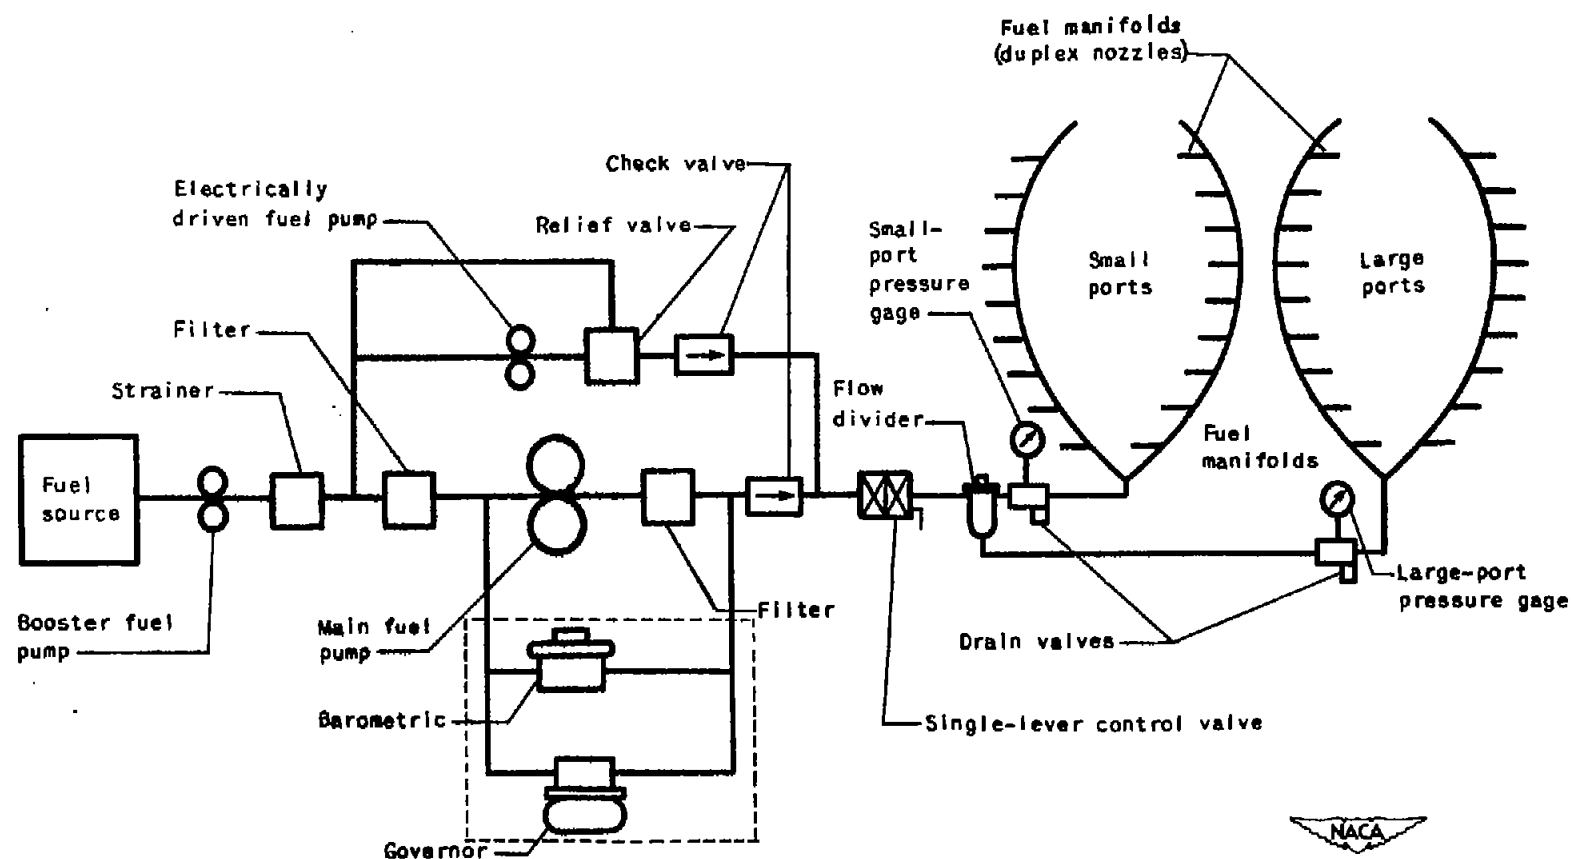 Fuel manifolds
(duplex nozzles)
Check valve
Electrically
driven fuel pump
Relief valve
Small-
port
pressure
gage
Small
ports
Large
ports
Filter
Strainer
Flow
divider
Fuel
manifolds
Fuel
source
Large-port
pressure gage
Filter
Booster fuel
pump
Main fuel
pump
Drain valves
Barometric
Single-lever control valve
Governor
NACA